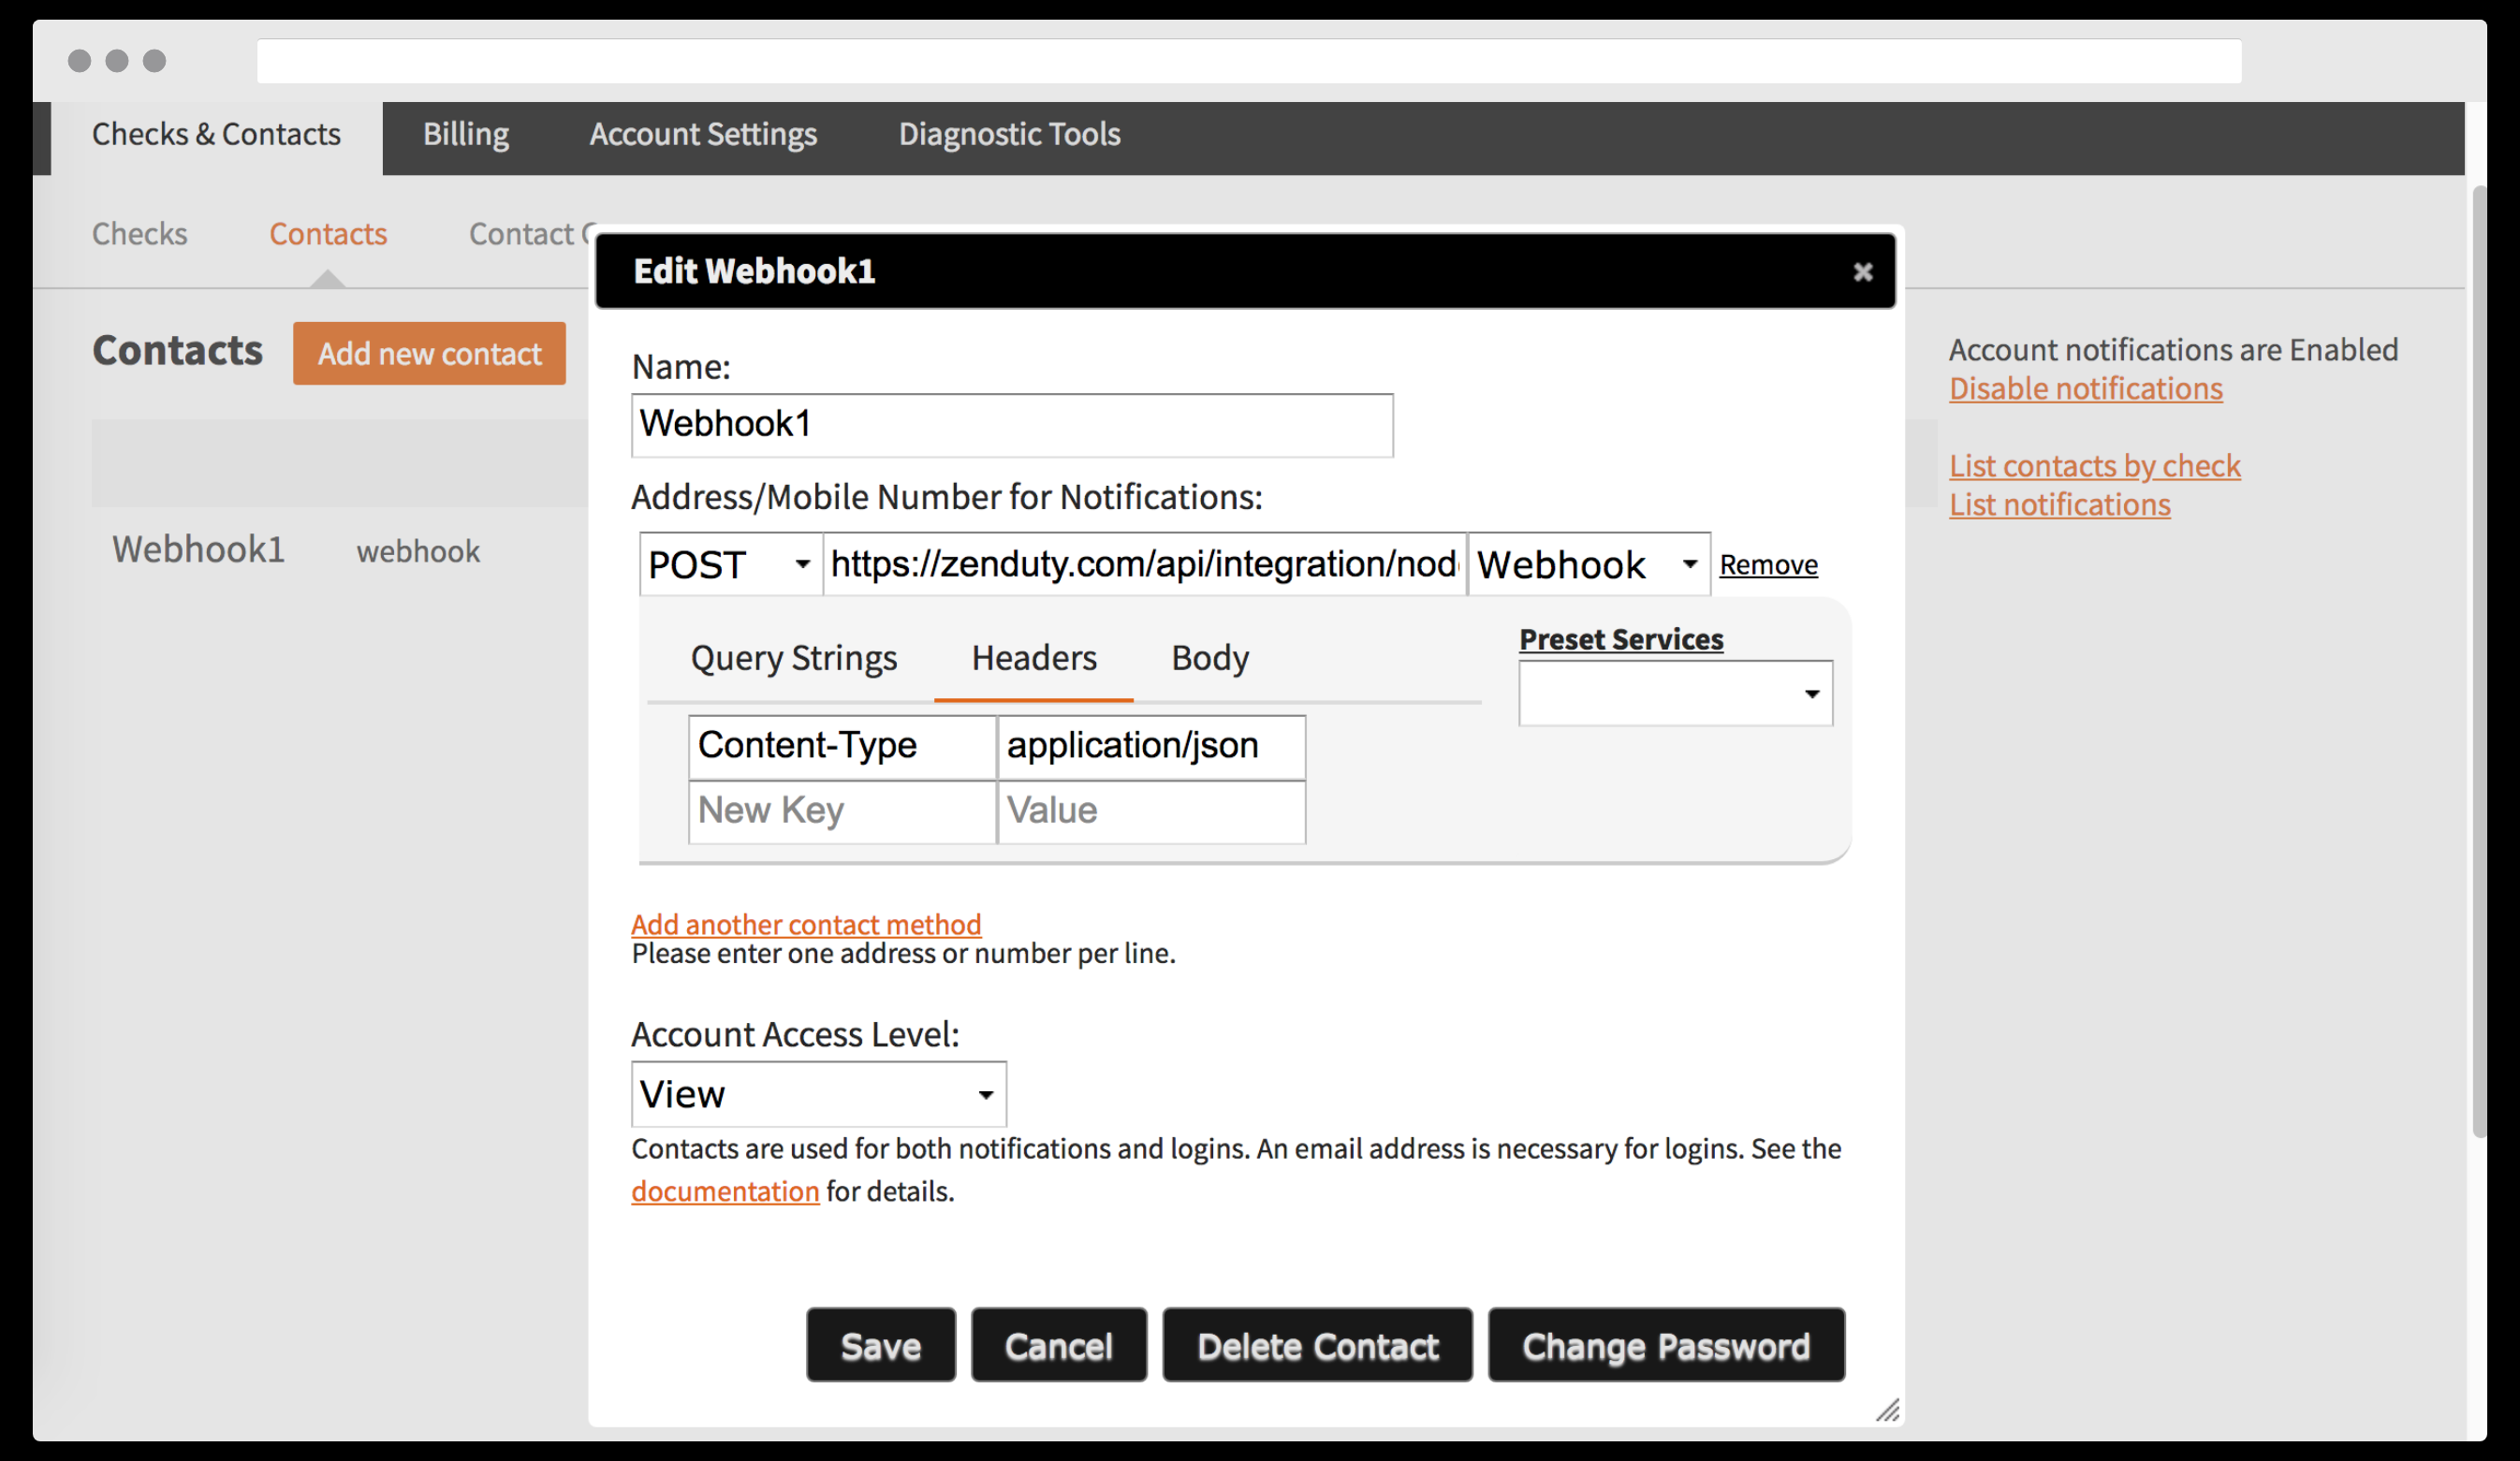 Checks & Contacts Billing Account Settings Diagnostic Tools
Checks Contacts Contact
Edit Webhook1
Contacts Add new contact
Account notifications are Enabled
Disable notifications
List contacts by check
List notifications
Webhook1 webhook
Name:
Webhook1
Address/Mobile Number for Notifications:
POST https://zenduty.com/api/integration/nod Webhook Remove
Query Strings Headers Body
Preset Services
Content-Type application/json
New Key Value
Add another contact method
Please enter one address or number per line.
Account Access Level:
View
Contacts are used for both notifications and logins. An email address is necessary for logins. See the
documentation for details.
Save Cancel Delete Contact Change Password